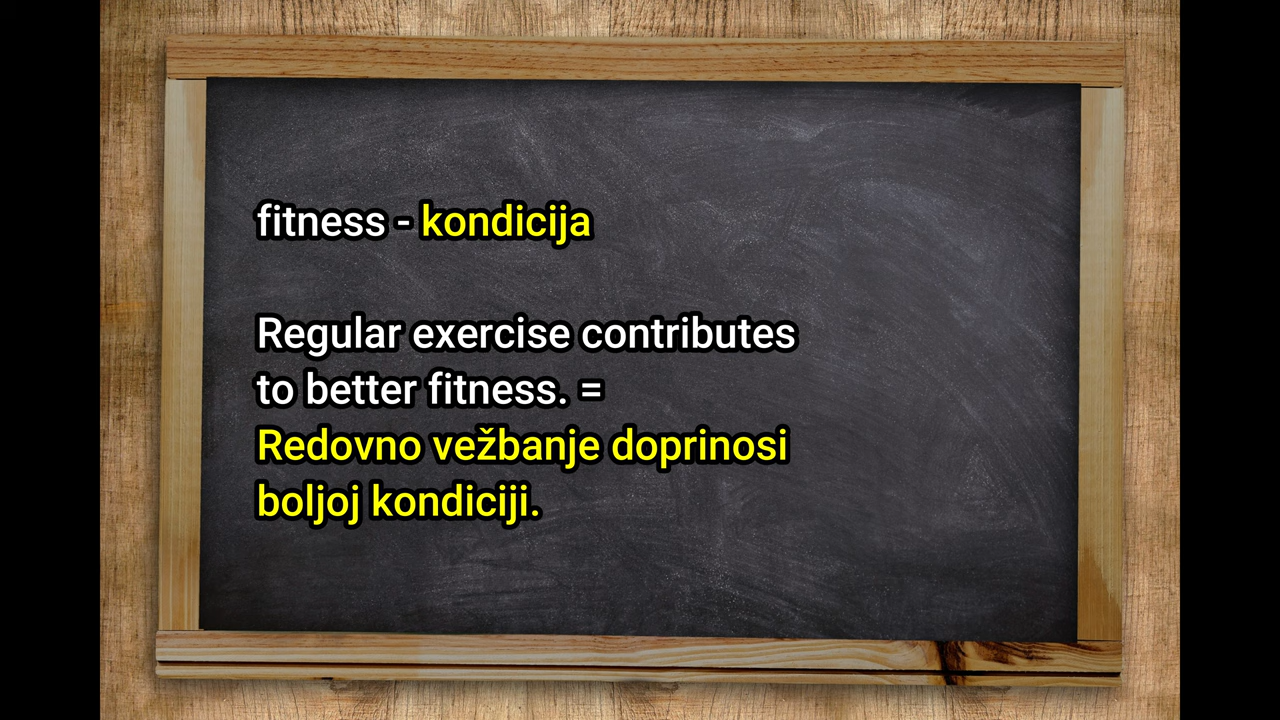 fitness - kondicija
Regular exercise contributes
to better fitness. =
Redovno vežbanje doprinosi
boljoj kondiciji.